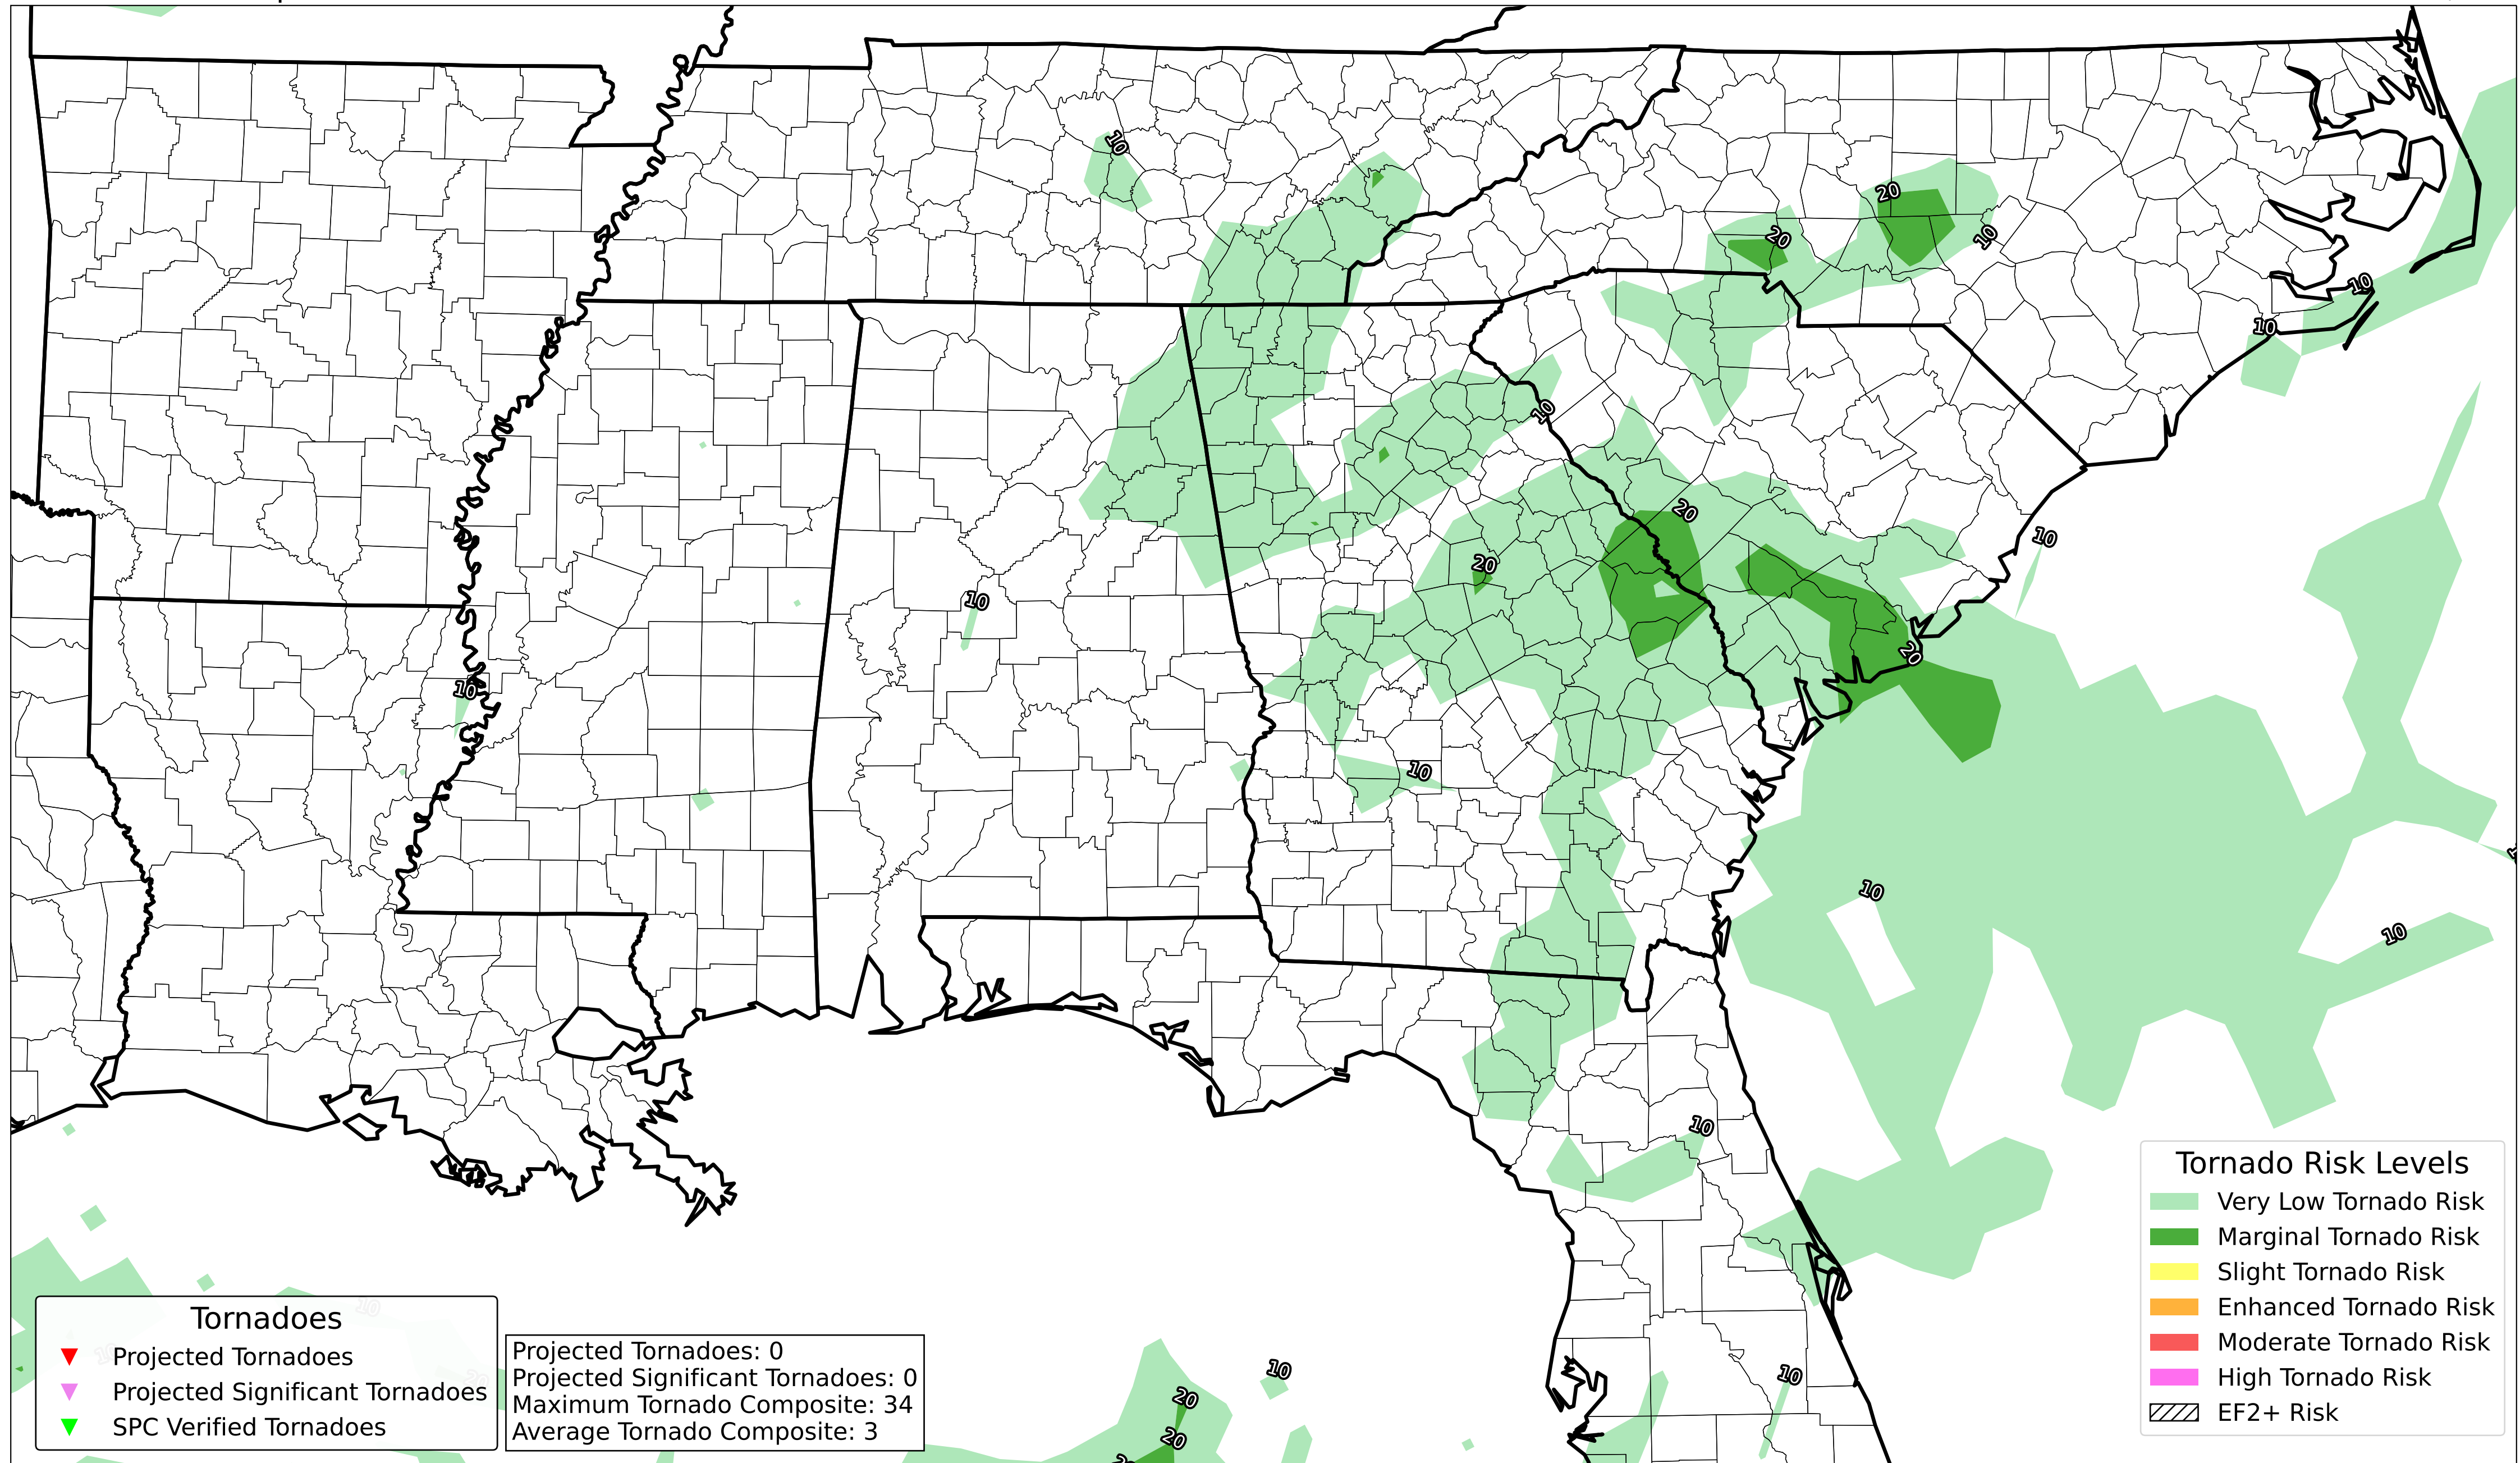 10
20
10
20
10
10
10
20
10
20
10
20
10
10
10
10
10
Tornado Risk Levels
Very Low Tornado Risk
Marginal Tornado Risk
Slight Tornado Risk
Enhanced Tornado Risk
Moderate Tornado Risk
High Tornado Risk
EF2+ Risk
10
Tornadoes
Projected Tornadoes
Projected Significant Tornadoes
SPC Verified Tornadoes
Projected Tornadoes: 0
Projected Significant Tornadoes: 0
Maximum Tornado Composite: 34
Average Tornado Composite: 3
10
10
20
20